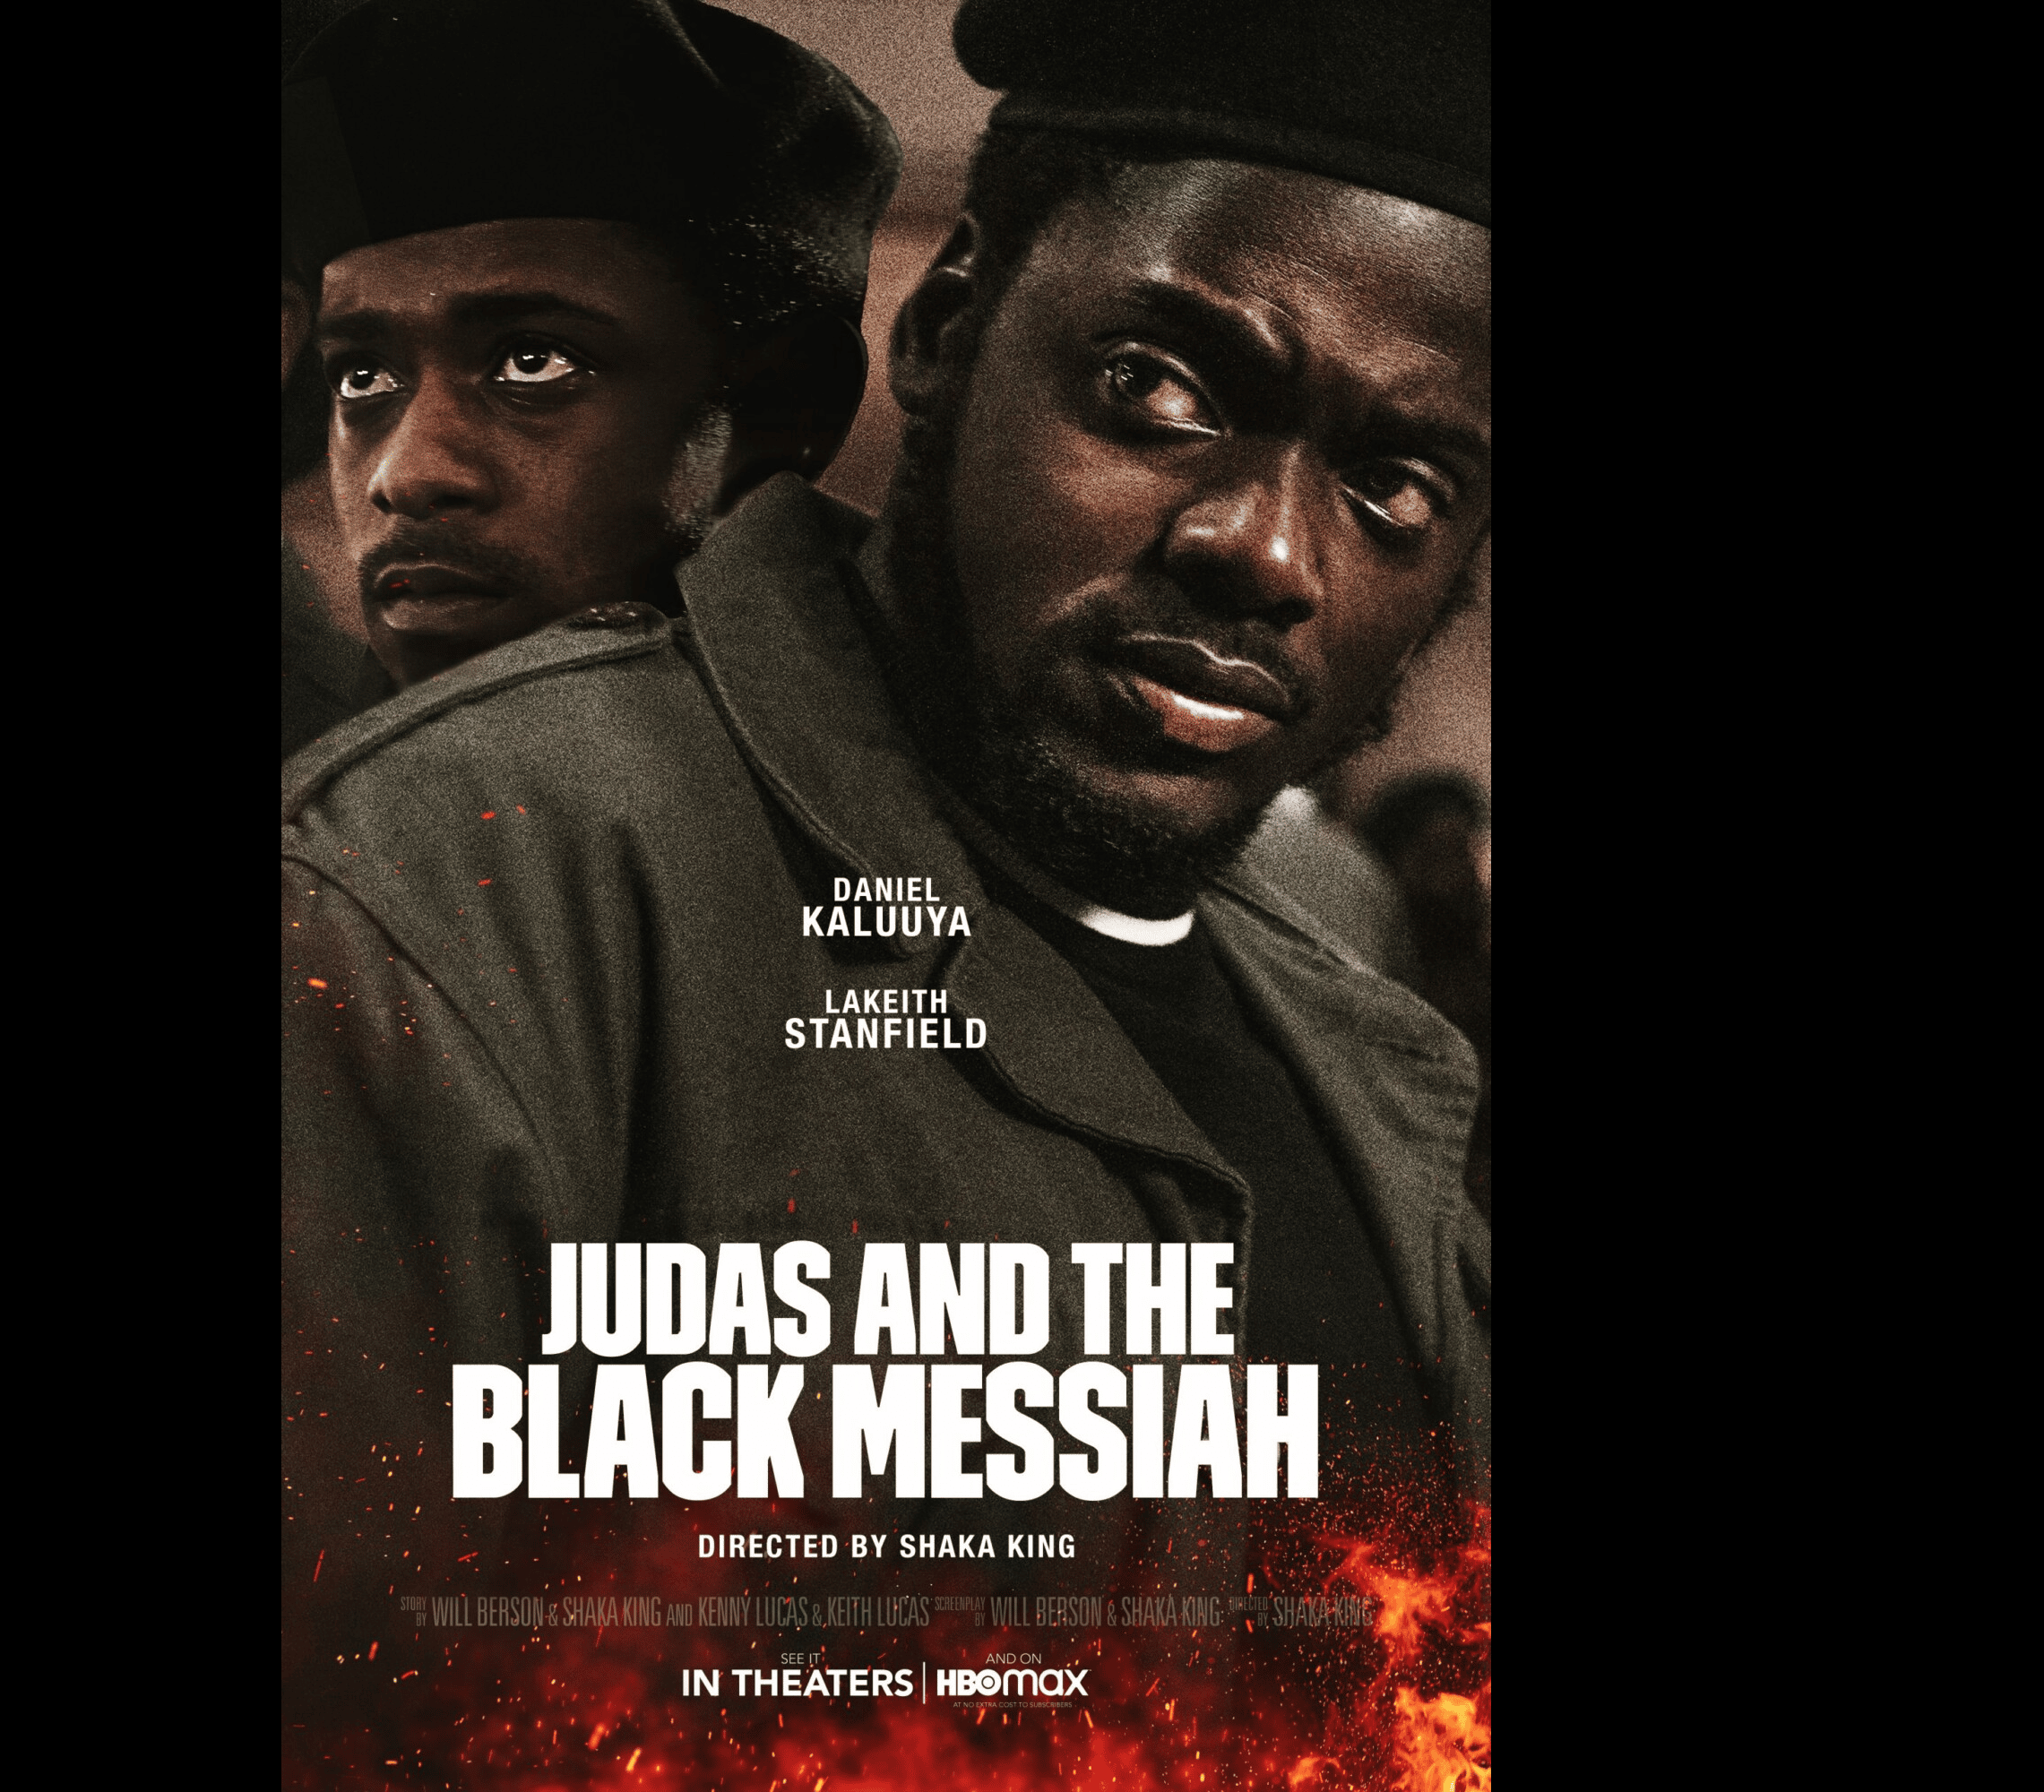 DANIEL
KALUUYA
LAKEITH
STANFIELD
JUDAS AND THE
BLACK MESSIAH
DIRECTED BY SHAKA KING
STORY BY WILL BERSON & SHAKA KING AND KENNY LUCAS & KEITH LUCAS SCREENPLAY BY WILL BERSON & SHAKA KING DIRECTED BY SHAKA KING
SEE IT
IN THEATERS
AND ON
HBOMAX
AT NO EXTRA COST TO SUBSCRIBERS